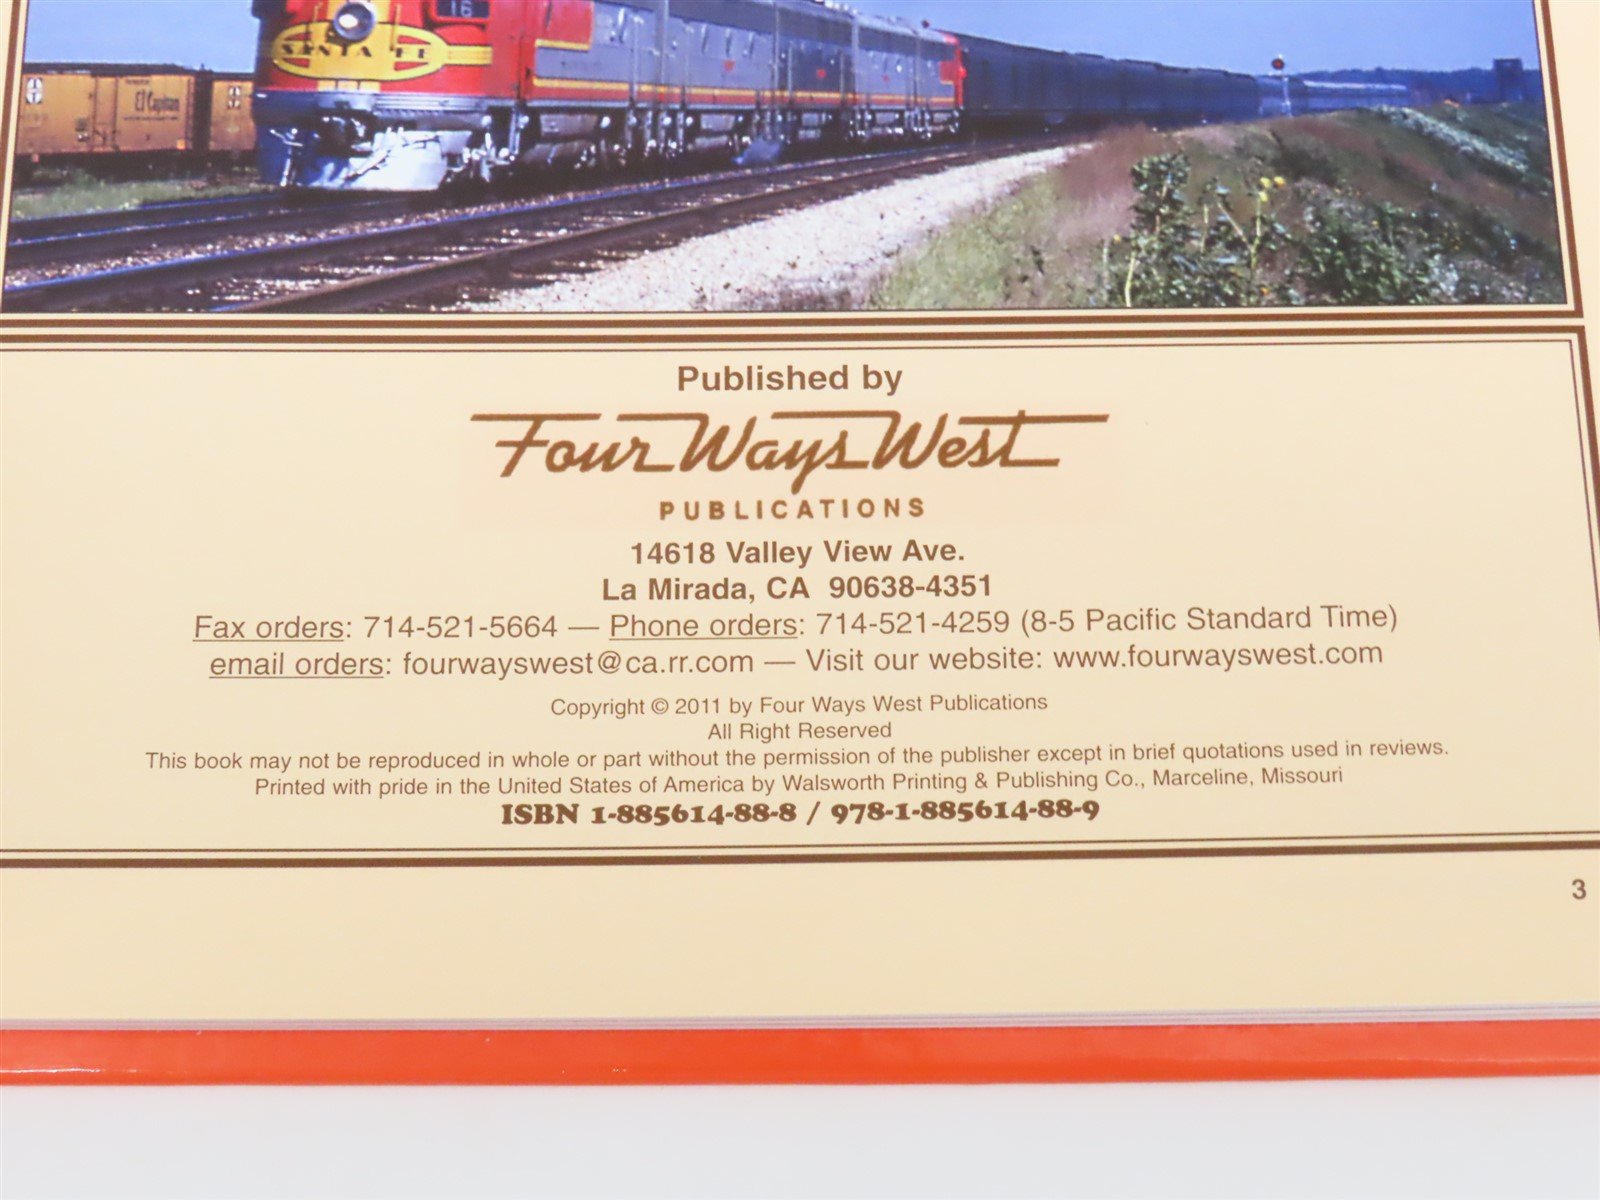 16
SANTA FE
El Capitan
Published by
Four Ways West
PUBLICATIONS
14618 Valley View Ave.
La Mirada, CA 90638-4351
Fax orders: 714-521-5664 — Phone orders: 714-521-4259 (8-5 Pacific Standard Time)
email orders: fourwayswest@ca.rr.com — Visit our website: www.fourwayswest.com
Copyright © 2011 by Four Ways West Publications
All Right Reserved
This book may not be reproduced in whole or part without the permission of the publisher except in brief quotations used in reviews.
Printed with pride in the United States of America by Walsworth Printing & Publishing Co., Marceline, Missouri
ISBN 1-885614-88-8 / 978-1-885614-88-9
3